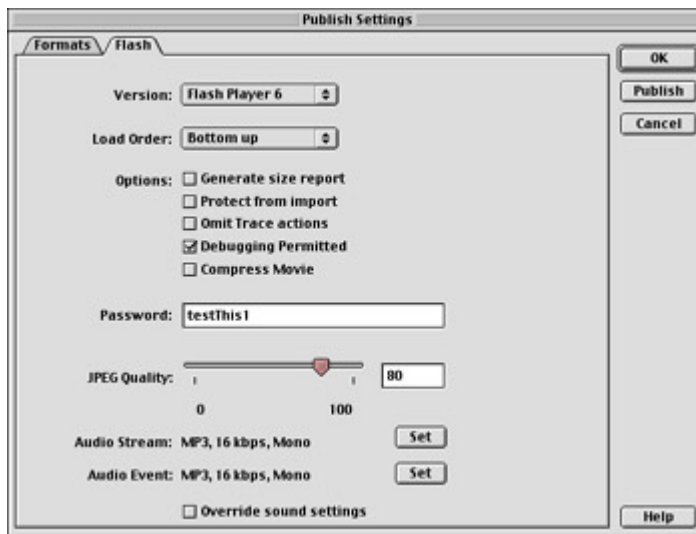 Publish Settings
Formats Flash
OK
Version: Flash Player 6
Publish
Cancel
Load Order: Bottom up
Options: Generate size report
Protect from import
Omit Trace actions
Debugging Permitted
Compress Movie
Password: testThis1
JPEG Quality: 80
0 100
Audio Stream: MP3, 16 kbps, Mono Set
Audio Event: MP3, 16 kbps, Mono Set
Override sound settings
Help